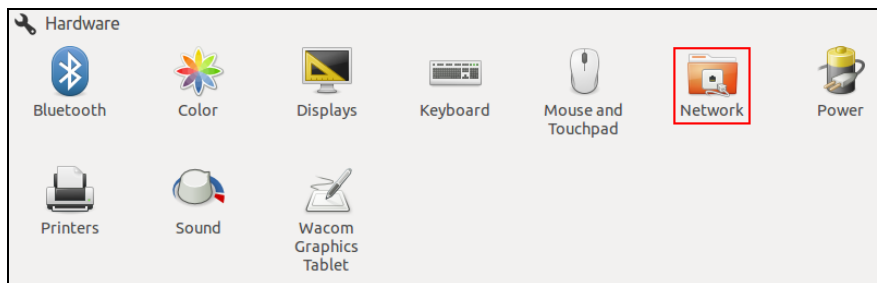 Hardware
Bluetooth
Color
Displays
Keyboard
Mouse and
Touchpad
Network
Power
Printers
Sound
Wacom
Graphics
Tablet